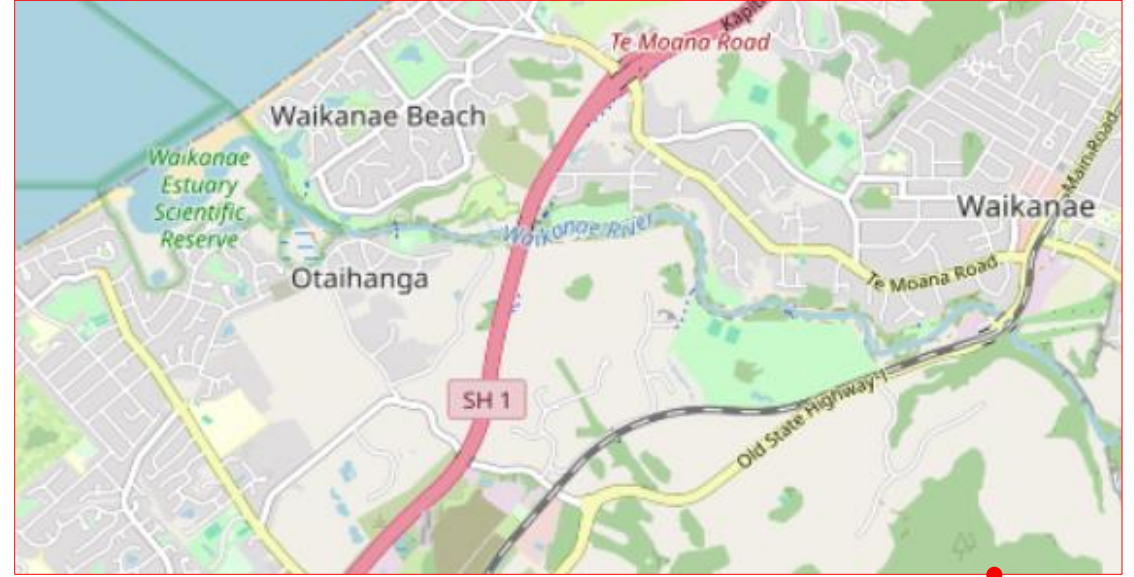 Kāpiti
Te Moana Road
Waikanae Beach
Main Road
Waikanae
Estuary
Scientific
Reserve
Waikanae
Waikanae River
Otaihanga
Te Moana Road
SH 1
Old State Highway 1